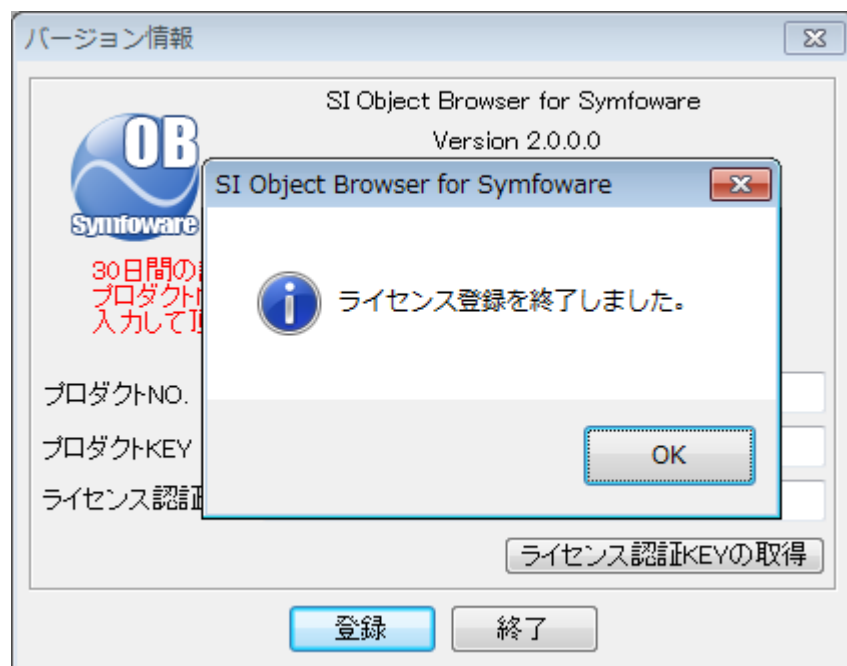 バージョン情報
SI Object Browser for Symfoware
Version 2.0.0.0
OB
Symfoware
SI Object Browser for Symfoware
30日間の
プロダクト
入力して
ライセンス登録を終了しました。
プロダクトNO.
プロダクトKEY
OK
ライセンス認証
ライセンス認証KEYの取得
登録
終了